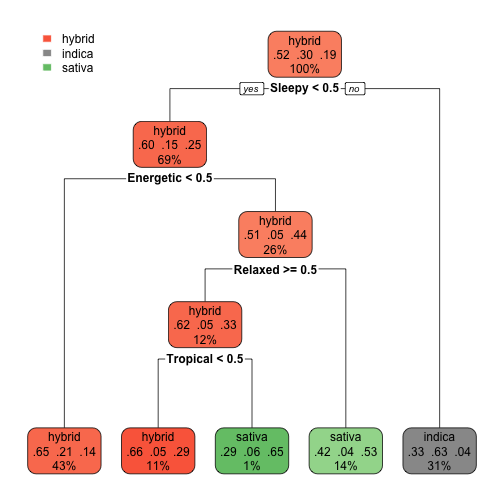 hybrid
indica
sativa
hybrid
.52 .30 .19
100%
yes Sleepy < 0.5 no
hybrid
.60 .15 .25
69%
Energetic < 0.5
hybrid
.51 .05 .44
26%
Relaxed >= 0.5
hybrid
.62 .05 .33
12%
Tropical < 0.5
hybrid
.65 .21 .14
43%
hybrid
.66 .05 .29
11%
sativa
.29 .06 .65
1%
sativa
.42 .04 .53
14%
indica
.33 .63 .04
31%